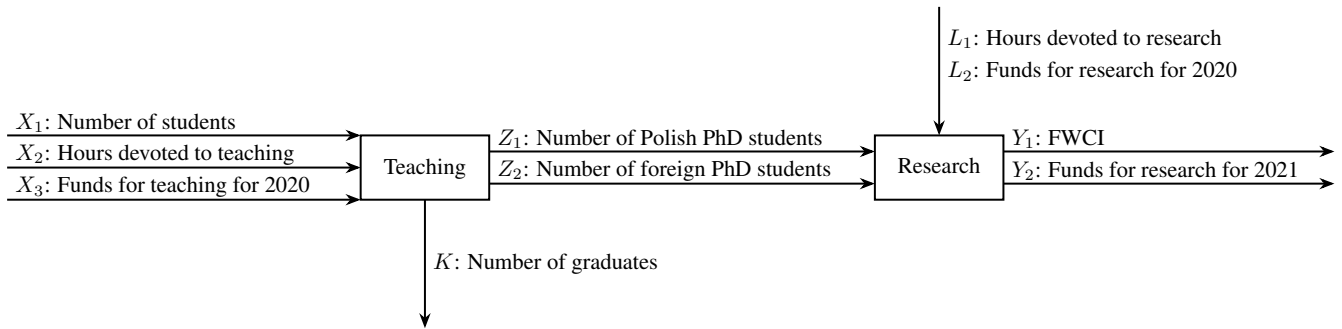 L₁: Hours devoted to research
L₂: Funds for research for 2020
X₁: Number of students
X₂: Hours devoted to teaching
X₃: Funds for teaching for 2020
Teaching
Z₁: Number of Polish PhD students
Z₂: Number of foreign PhD students
Research
Y₁: FWCI
Y₂: Funds for research for 2021
K: Number of graduates